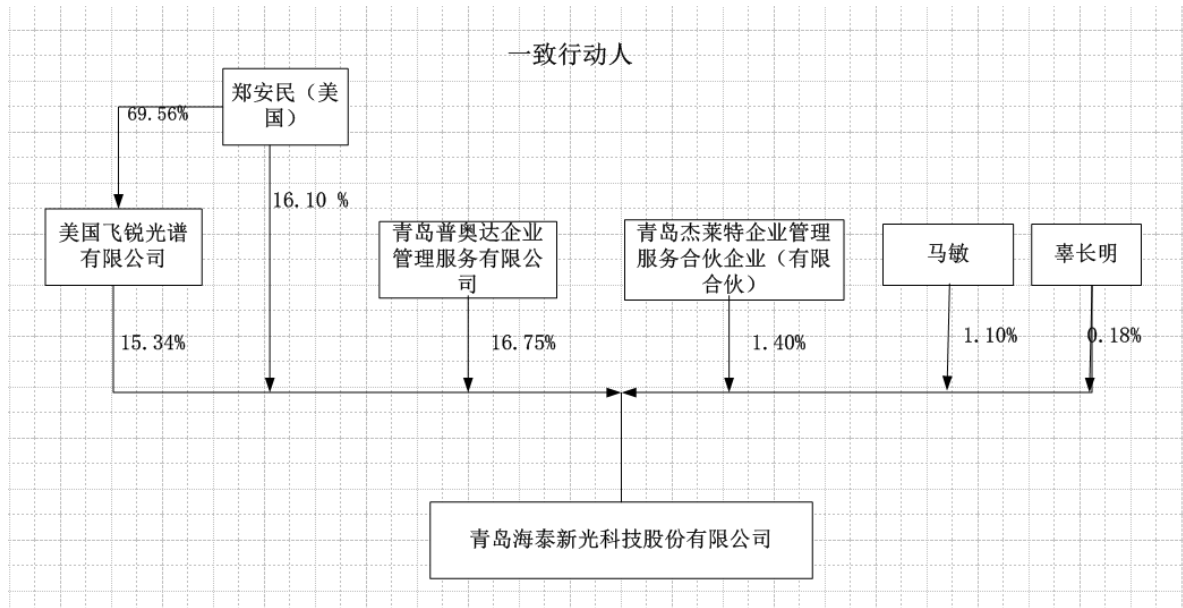 一致行动人
郑安民（美
国）
69.56%
16.10 %
美国飞锐光谱
有限公司
青岛普奥达企业
管理服务有限公
司
青岛杰莱特企业管理
服务合伙企业（有限
合伙）
马敏
辜长明
15.34%
16.75%
1.40%
1.10%
0.18%
青岛海泰新光科技股份有限公司